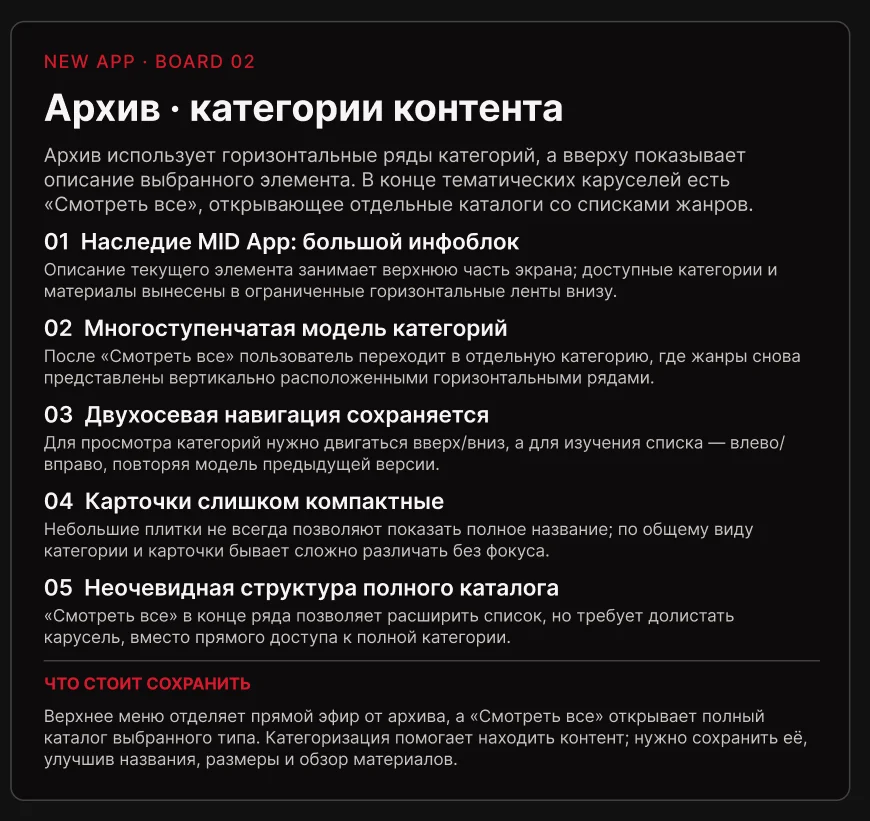 NEW APP · BOARD 02
Архив · категории контента
Архив использует горизонтальные ряды категорий, а вверху показывает
описание выбранного элемента. В конце тематических каруселей есть
«Смотреть все», открывающее отдельные каталоги со списками жанров.
01 Наследие MID App: большой инфоблок
Описание текущего элемента занимает верхнюю часть экрана; доступные категории и
материалы вынесены в ограниченные горизонтальные ленты внизу.
02 Многоступенчатая модель категорий
После «Смотреть все» пользователь переходит в отдельную категорию, где жанры снова
представлены вертикально расположенными горизонтальными рядами.
03 Двухосевая навигация сохраняется
Для просмотра категорий нужно двигаться вверх/вниз, а для изучения списка — влево/
вправо, повторяя модель предыдущей версии.
04 Карточки слишком компактные
Небольшие плитки не всегда позволяют показать полное название; по общему виду
категории и карточки бывает сложно различать без фокуса.
05 Неочевидная структура полного каталога
«Смотреть все» в конце ряда позволяет расширить список, но требует долистать
карусель, вместо прямого доступа к полной категории.
ЧТО СТОИТ СОХРАНИТЬ
Верхнее меню отделяет прямой эфир от архива, а «Смотреть все» открывает полный
каталог выбранного типа. Категоризация помогает находить контент; нужно сохранить её,
улучшив названия, размеры и обзор материалов.